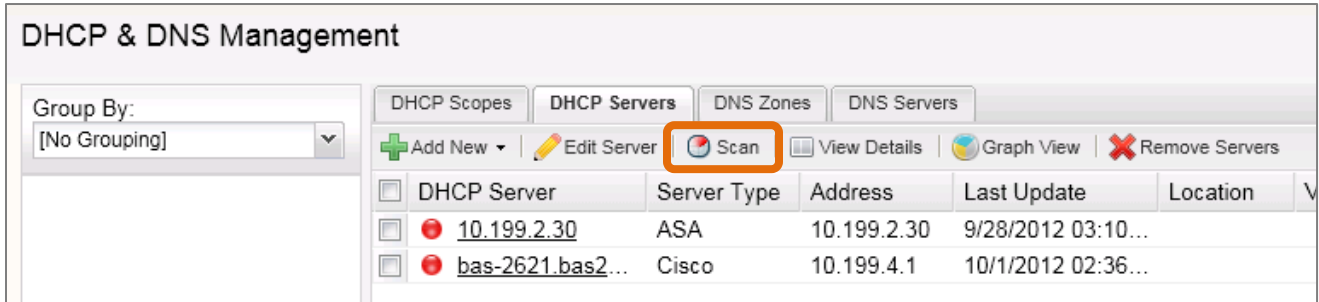 DHCP & DNS Management
Group By:
[No Grouping]
DHCP Scopes DHCP Servers DNS Zones DNS Servers
Add New Edit Server Scan View Details Graph View Remove Servers
DHCP Server Server Type Address Last Update Location V
10.199.2.30 ASA 10.199.2.30 9/28/2012 03:10...
bas-2621.bas2... Cisco 10.199.4.1 10/1/2012 02:36...